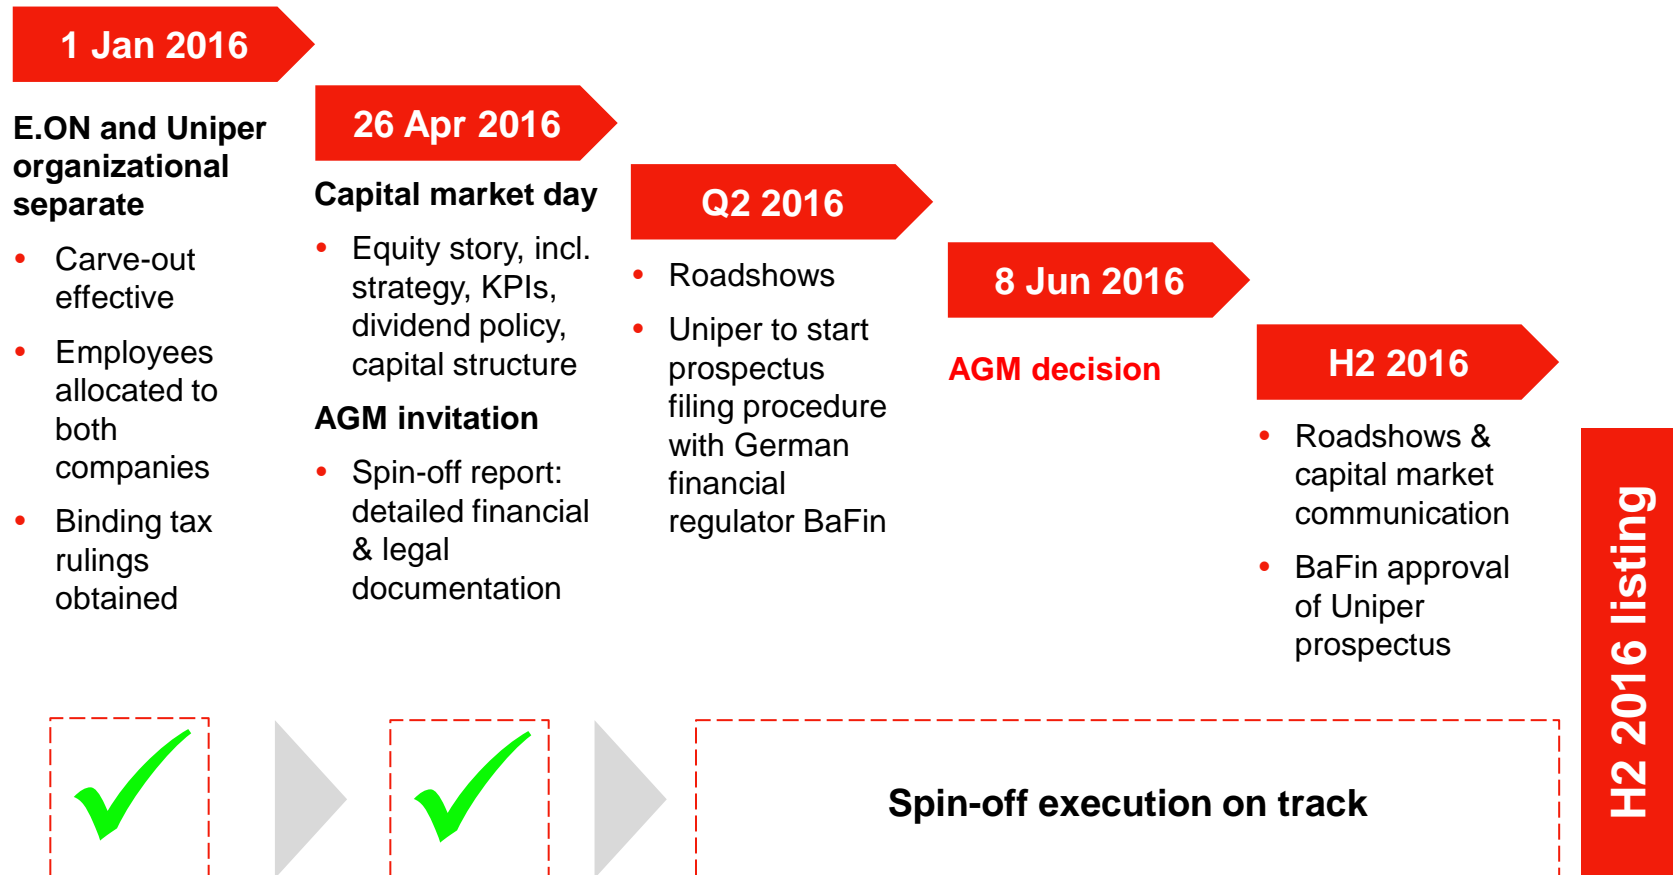 1 Jan 2016
E.ON and Uniper
organizational
separate
• Carve-out
effective
• Employees
allocated to
both
companies
• Binding tax
rulings
obtained
26 Apr 2016
Capital market day
• Equity story, incl.
strategy, KPIs,
dividend policy,
capital structure
AGM invitation
• Spin-off report:
detailed financial
& legal
documentation
Q2 2016
• Roadshows
• Uniper to start
prospectus
filing procedure
with German
financial
regulator BaFin
8 Jun 2016
AGM decision
H2 2016
• Roadshows &
capital market
communication
• BaFin approval
of Uniper
prospectus
H2 2016 listing
Spin-off execution on track